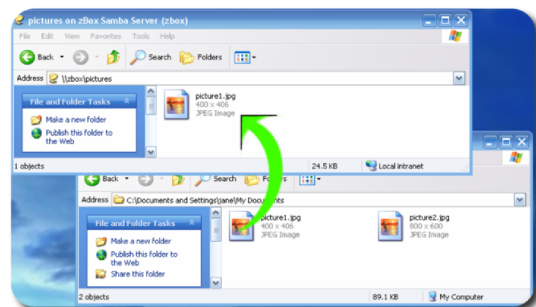 pictures on zBox Samba Server (zbox)
File Edit View Favorites Tools Help
Back Search Folders
Address \\zbox\pictures
File and Folder Tasks
Make a new folder
Publish this folder to
the Web
picture1.jpg
400 x 406
JPEG Image
1 objects 24.5 KB Local intranet
Back Search
Address C:\Documents and Settings\jane\My Documents
File and Folder Tasks
Make a new folder
Publish this folder to
the Web
Share this folder
picture1.jpg
400 x 406
JPEG Image
picture2.jpg
800 x 600
JPEG Image
2 objects 89.1 KB My Computer